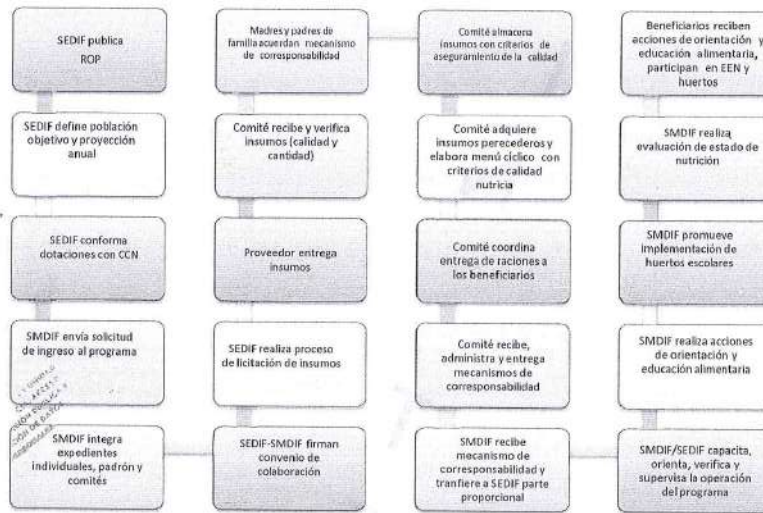 SEDIF publica
ROP
SEDIF define población
objetivo y proyección
anual
SEDIF conforma
dotaciones con CCN
SMDIF envía solicitud
de ingreso al programa
SMDIF integra
expedientes
individuales, padrón y
comités
SEDIF-SMDIF firman
convenio de
colaboración
SEDIF realiza proceso
de licitación de insumos
Proveedor entrega
insumos
Comité recibe y verifica
insumos (calidad y
cantidad)
Madres y padres de
familia acuerdan mecanismo
de corresponsabilidad
Comité almacena
insumos con criterios de
aseguramiento de la calidad
Comité adquiere
insumos perecederos y
elabora menú cíclico con
criterios de calidad
nutricia
Comité coordina
entrega de raciones a
los beneficiarios
Comité recibe,
administra y entrega
mecanismos de
corresponsabilidad
SMDIF recibe
mecanismo de
corresponsabilidad y
tranfiere a SEDIF parte
proporcional
SMDIF/SEDIF capacita,
orienta, verifica y
supervisa la operación
del programa
SMDIF realiza acciones
de orientación y
educación alimentaria
SMDIF promueve
implementación de
huertos escolares
SMDIF realiza
evaluación de estado de
nutrición
Beneficiarios reciben
acciones de orientación y
educación alimentaria,
participan en EEN y
huertos